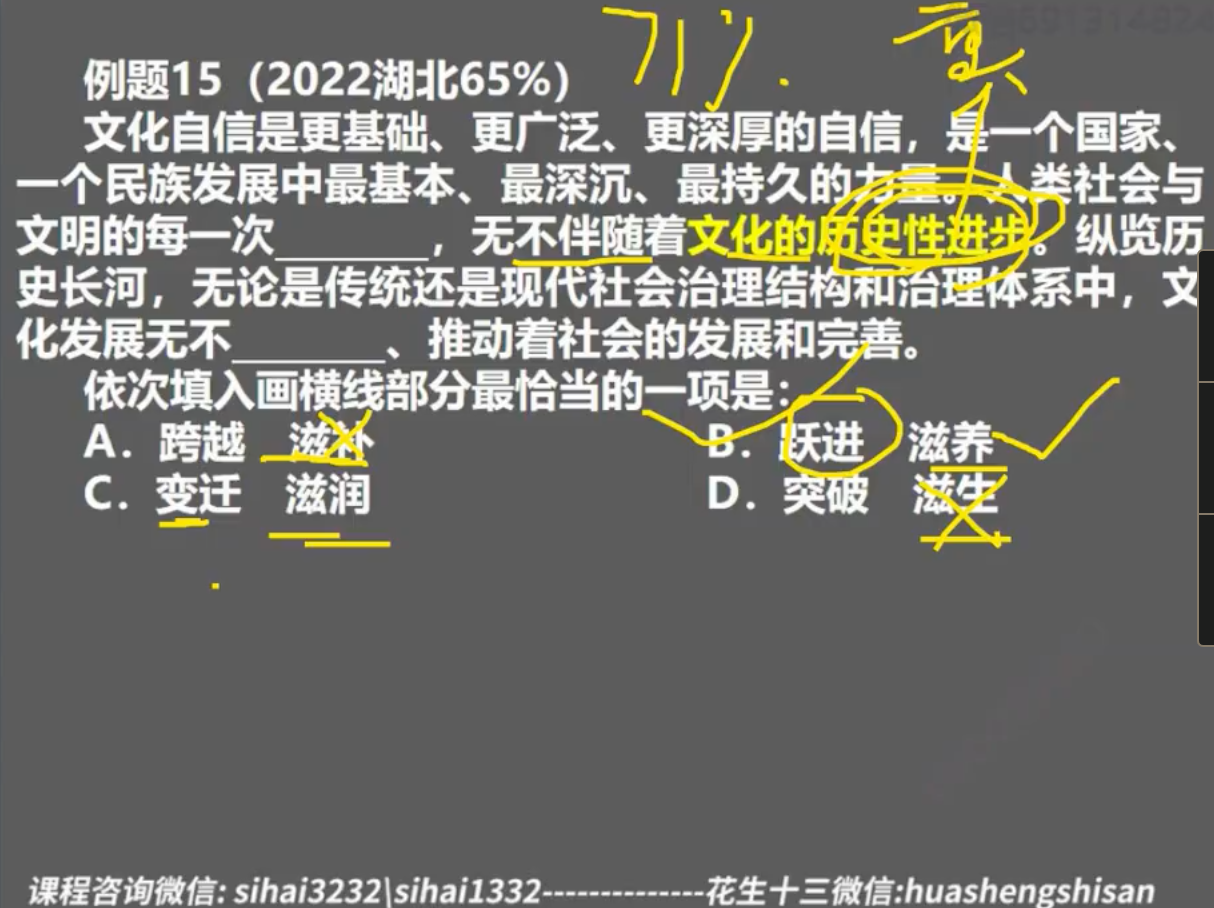 例题15（2022湖北65%）
文化自信是更基础、更广泛、更深厚的自信，是一个国家、
一个民族发展中最基本、最深沉、最持久的力量。人类社会与
文明的每一次_______，无不伴随着文化的历史性进步。纵览历
史长河，无论是传统还是现代社会治理结构和治理体系中，文
化发展无不_______、推动着社会的发展和完善。
依次填入画横线部分最恰当的一项是：
A．跨越 滋补 B．跃进 滋养
C．变迁 滋润 D．突破 滋生
课程咨询微信: sihai3232\sihai1332--------------花生十三微信:huashengshisan